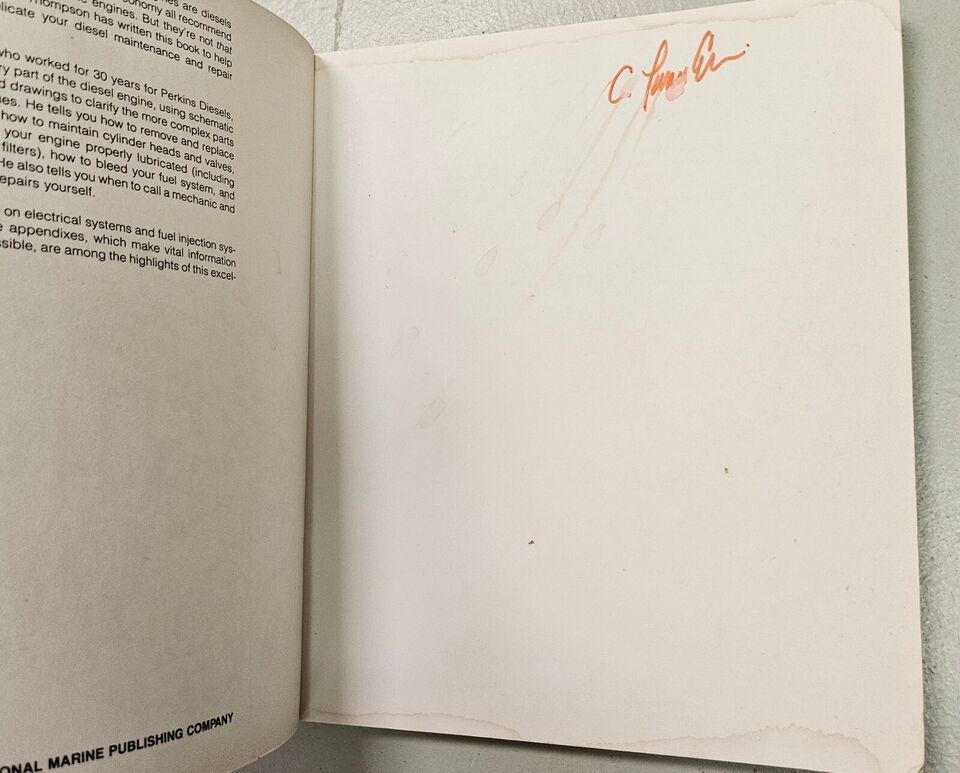 es are diesels
onomy all recommend
engines. But they're not that
Thompson has written this book to help
licate your diesel maintenance and repair
who worked for 30 years for Perkins Diesels,
ry part of the diesel engine, using schematic
d drawings to clarify the more complex parts
es. He tells you how to remove and replace
how to maintain cylinder heads and valves,
your engine properly lubricated (including
filters), how to bleed your fuel system, and
He also tells you when to call a mechanic and
epairs yourself.
on electrical systems and fuel injection sys-
e appendixes, which make vital information
ssible, are among the highlights of this excel-
ONAL MARINE PUBLISHING COMPANY
C.